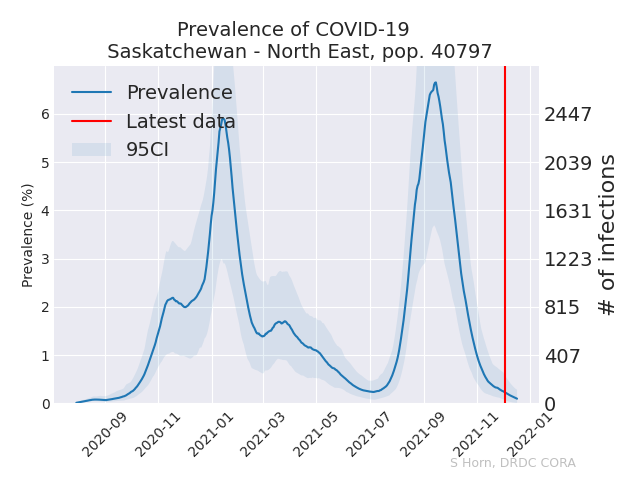 Prevalence of COVID-19
Saskatchewan - North East, pop. 40797
Prevalence
Latest data
95CI
Prevalence (%)
6
5
4
3
2
1
0
2447
2039
1631
1223
815
407
0
# of infections
2020-09
2020-11
2021-01
2021-03
2021-05
2021-07
2021-09
2021-11
2022-01
S Horn, DRDC CORA